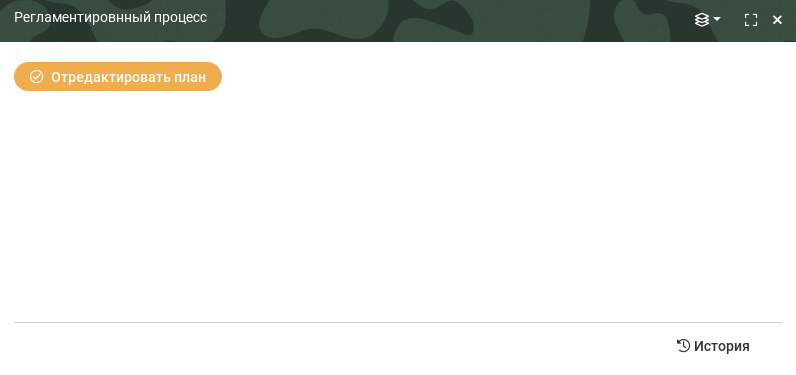 Регламентировнный процесс
Отредактировать план
История